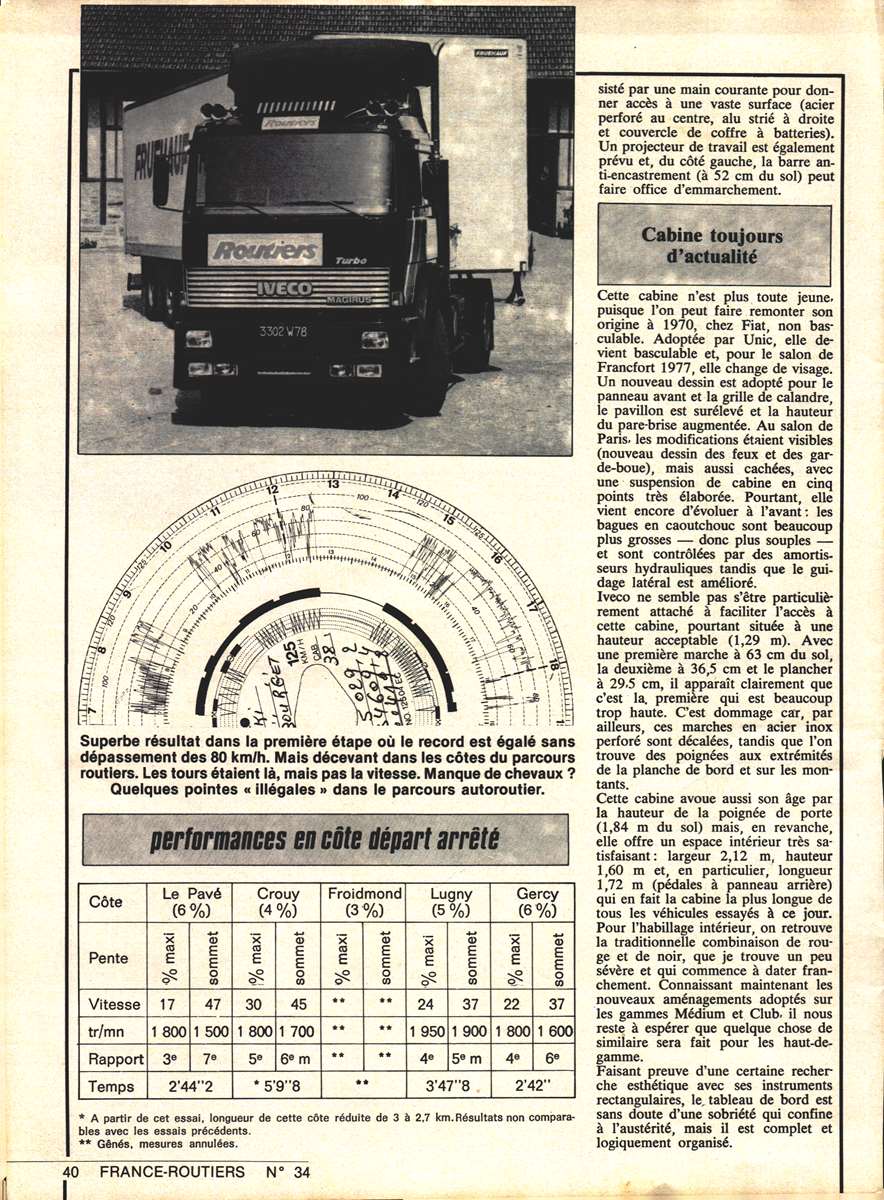 FRUEHAUF
FRUEHAUF
Routiers
Routiers
Turbo
IVECO
MAGIRUS
3302 W 78
7
8
9
10
11
12
13
14
15
16
17
18
125
KM/H
CAB
38.1
Superbe résultat dans la première étape où le record est égalé sans
dépassement des 80 km/h. Mais décevant dans les côtes du parcours
routiers. Les tours étaient là, mais pas la vitesse. Manque de chevaux ?
Quelques pointes « illégales » dans le parcours autoroutier.
performances en côte départ arrêté
Côte Le Pavé (6 %) Crouy (4 %) Froidmond (3 %) Lugny (5 %) Gercy (6 %)
Pente % maxi sommet % maxi sommet % maxi sommet % maxi sommet % maxi sommet
Vitesse 17 47 30 45 ** ** 24 37 22 37
tr/mn 1 800 1 500 1 800 1 700 ** ** 1 950 1 900 1 800 1 600
Rapport 3e 7e 5e 6e m ** ** 4e 5e m 4e 6e
Temps 2'44''2 * 5'9''8 ** 3'47''8 2'42''
* A partir de cet essai, longueur de cette côte réduite de 3 à 2,7 km. Résultats non compara-
bles avec les essais précédents.
** Gênés, mesures annulées.
sisté par une main courante pour don-
ner accès à une vaste surface (acier
perforé au centre, alu strié à droite
et couvercle de coffre à batteries).
Un projecteur de travail est également
prévu et, du côté gauche, la barre an-
ti-encastrement (à 52 cm du sol) peut
faire office d'emmarchement.
Cabine toujours
d'actualité
Cette cabine n'est plus toute jeune,
puisque l'on peut faire remonter son
origine à 1970, chez Fiat, non bas-
culable. Adoptée par Unic, elle de-
vient basculable et, pour le salon de
Francfort 1977, elle change de visage.
Un nouveau dessin est adopté pour le
panneau avant et la grille de calandre,
le pavillon est surélevé et la hauteur
du pare-brise augmentée. Au salon de
Paris, les modifications étaient visibles
(nouveau dessin des feux et des gar-
de-boue), mais aussi cachées, avec
une suspension de cabine en cinq
points très élaborée. Pourtant, elle
vient encore d'évoluer à l'avant : les
bagues en caoutchouc sont beaucoup
plus grosses — donc plus souples —
et sont contrôlées par des amortis-
seurs hydrauliques tandis que le gui-
dage latéral est amélioré.
Iveco ne semble pas s'être particuliè-
rement attaché à faciliter l'accès à
cette cabine, pourtant située à une
hauteur acceptable (1,29 m). Avec
une première marche à 63 cm du sol,
la deuxième à 36,5 cm et le plancher
à 29,5 cm, il apparaît clairement que
c'est la première qui est beaucoup
trop haute. C'est dommage car, par
ailleurs, ces marches en acier inox
perforé sont décalées, tandis que l'on
trouve des poignées aux extrémités
de la planche de bord et sur les mon-
tants.
Cette cabine avoue aussi son âge par
la hauteur de la poignée de porte
(1,84 m du sol) mais, en revanche,
elle offre un espace intérieur très sa-
tisfaisant : largeur 2,12 m, hauteur
1,60 m et, en particulier, longueur
1,72 m (pédales à panneau arrière)
qui en fait la cabine la plus longue de
tous les véhicules essayés à ce jour.
Pour l'habillage intérieur, on retrouve
la traditionnelle combinaison de rou-
ge et de noir, que je trouve un peu
sévère et qui commence à dater fran-
chement. Connaissant maintenant les
nouveaux aménagements adoptés sur
les gammes Médium et Club, il nous
reste à espérer que quelque chose de
similaire sera fait pour les haut-de-
gamme.
Faisant preuve d'une certaine recher-
che esthétique avec ses instruments
rectangulaires, le tableau de bord est
sans doute d'une sobriété qui confine
à l'austérité, mais il est complet et
logiquement organisé.
40 FRANCE-ROUTIERS N° 34